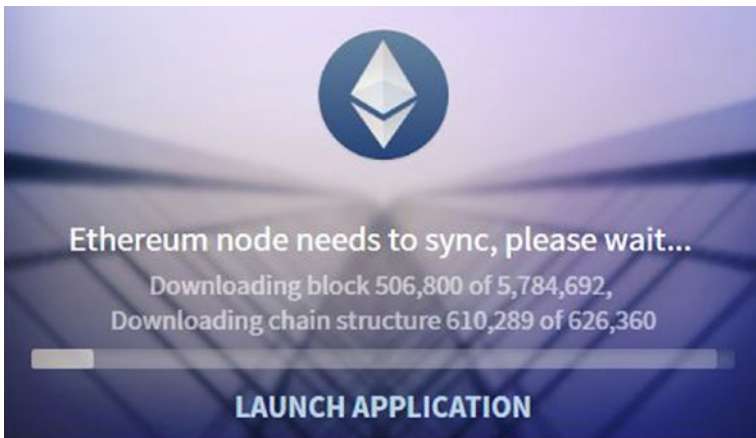 Ethereum node needs to sync, please wait...
Downloading block 506,800 of 5,784,692,
Downloading chain structure 610,289 of 626,360
LAUNCH APPLICATION